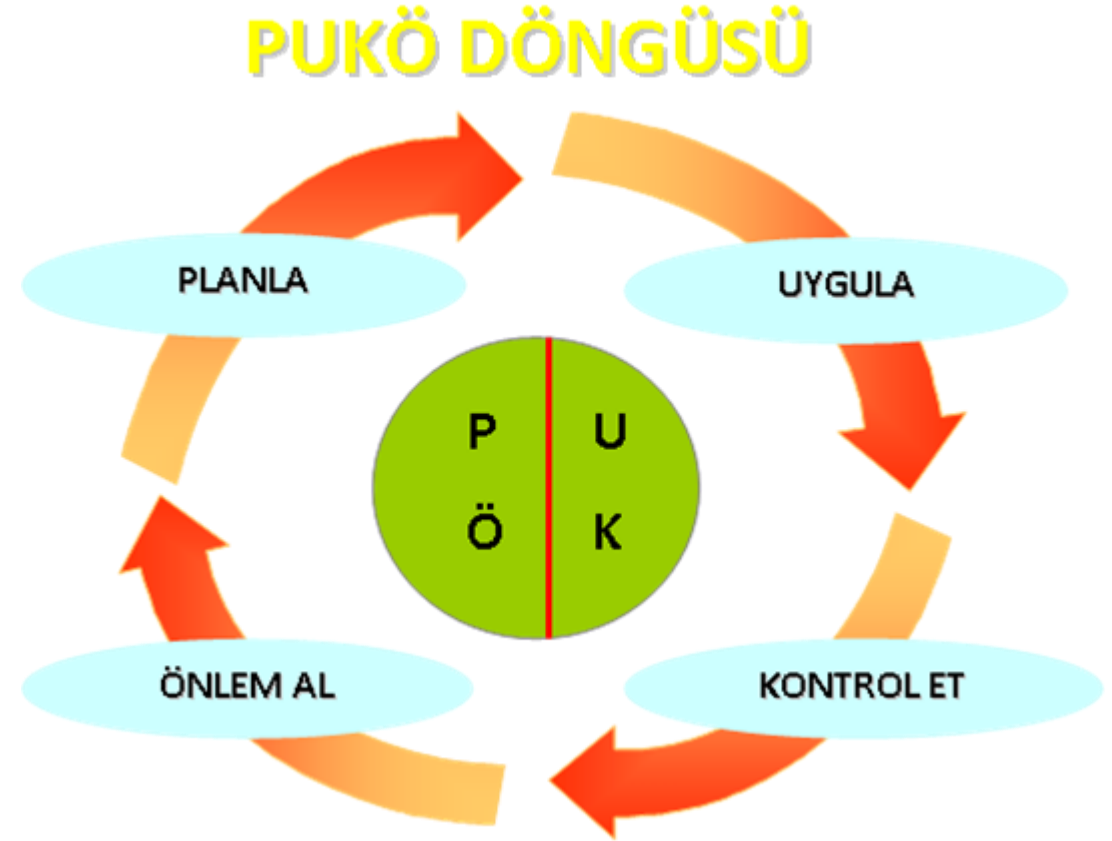 PUKÖ DÖNGÜSÜ
PLANLA
UYGULA
P U
Ö K
ÖNLEM AL
KONTROL ET